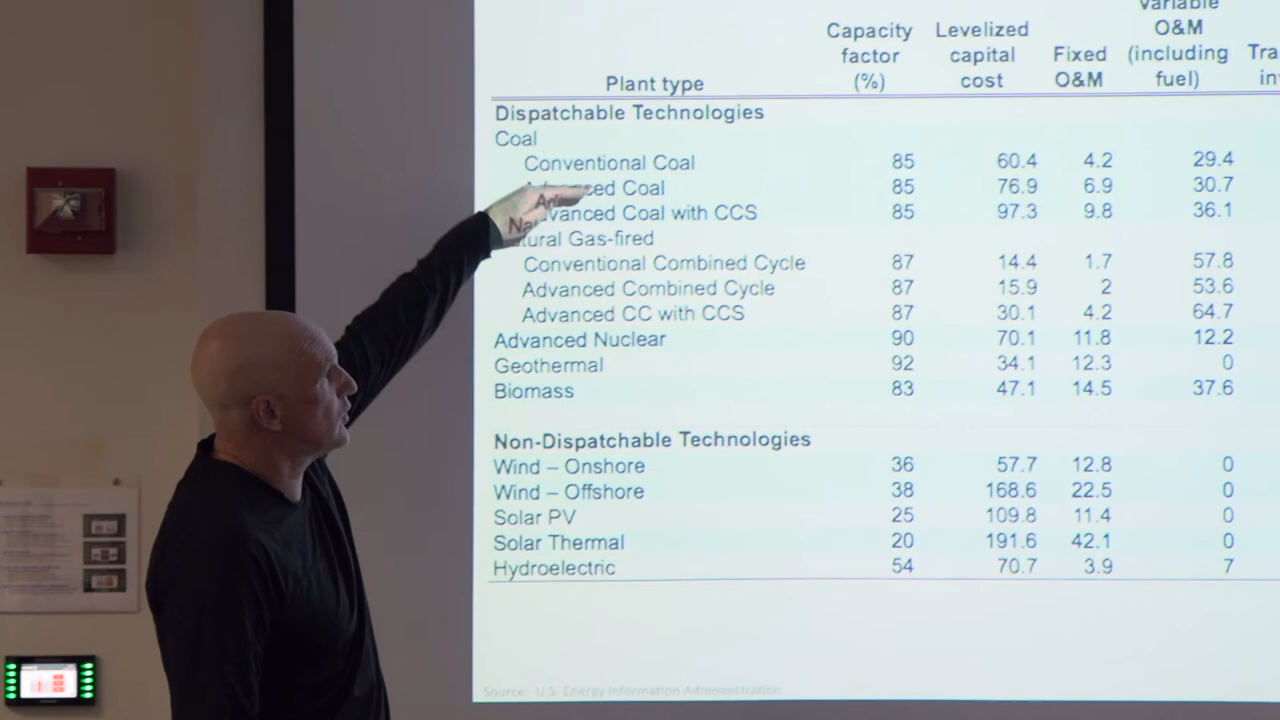 Variable
Capacity Levelized O&M
factor capital Fixed (including Tra
(%) cost O&M fuel) in
Plant type
Dispatchable Technologies
Coal
Conventional Coal 85 60.4 4.2 29.4
Advanced Coal 85 76.9 6.9 30.7
Advanced Coal with CCS 85 97.3 9.8 36.1
Natural Gas-fired
Conventional Combined Cycle 87 14.4 1.7 57.8
Advanced Combined Cycle 87 15.9 2 53.6
Advanced CC with CCS 87 30.1 4.2 64.7
Advanced Nuclear 90 70.1 11.8 12.2
Geothermal 92 34.1 12.3 0
Biomass 83 47.1 14.5 37.6
Non-Dispatchable Technologies
Wind – Onshore 36 57.7 12.8 0
Wind – Offshore 38 168.6 22.5 0
Solar PV 25 109.8 11.4 0
Solar Thermal 20 191.6 42.1 0
Hydroelectric 54 70.7 3.9 7
Source: U.S. Energy Information Administration